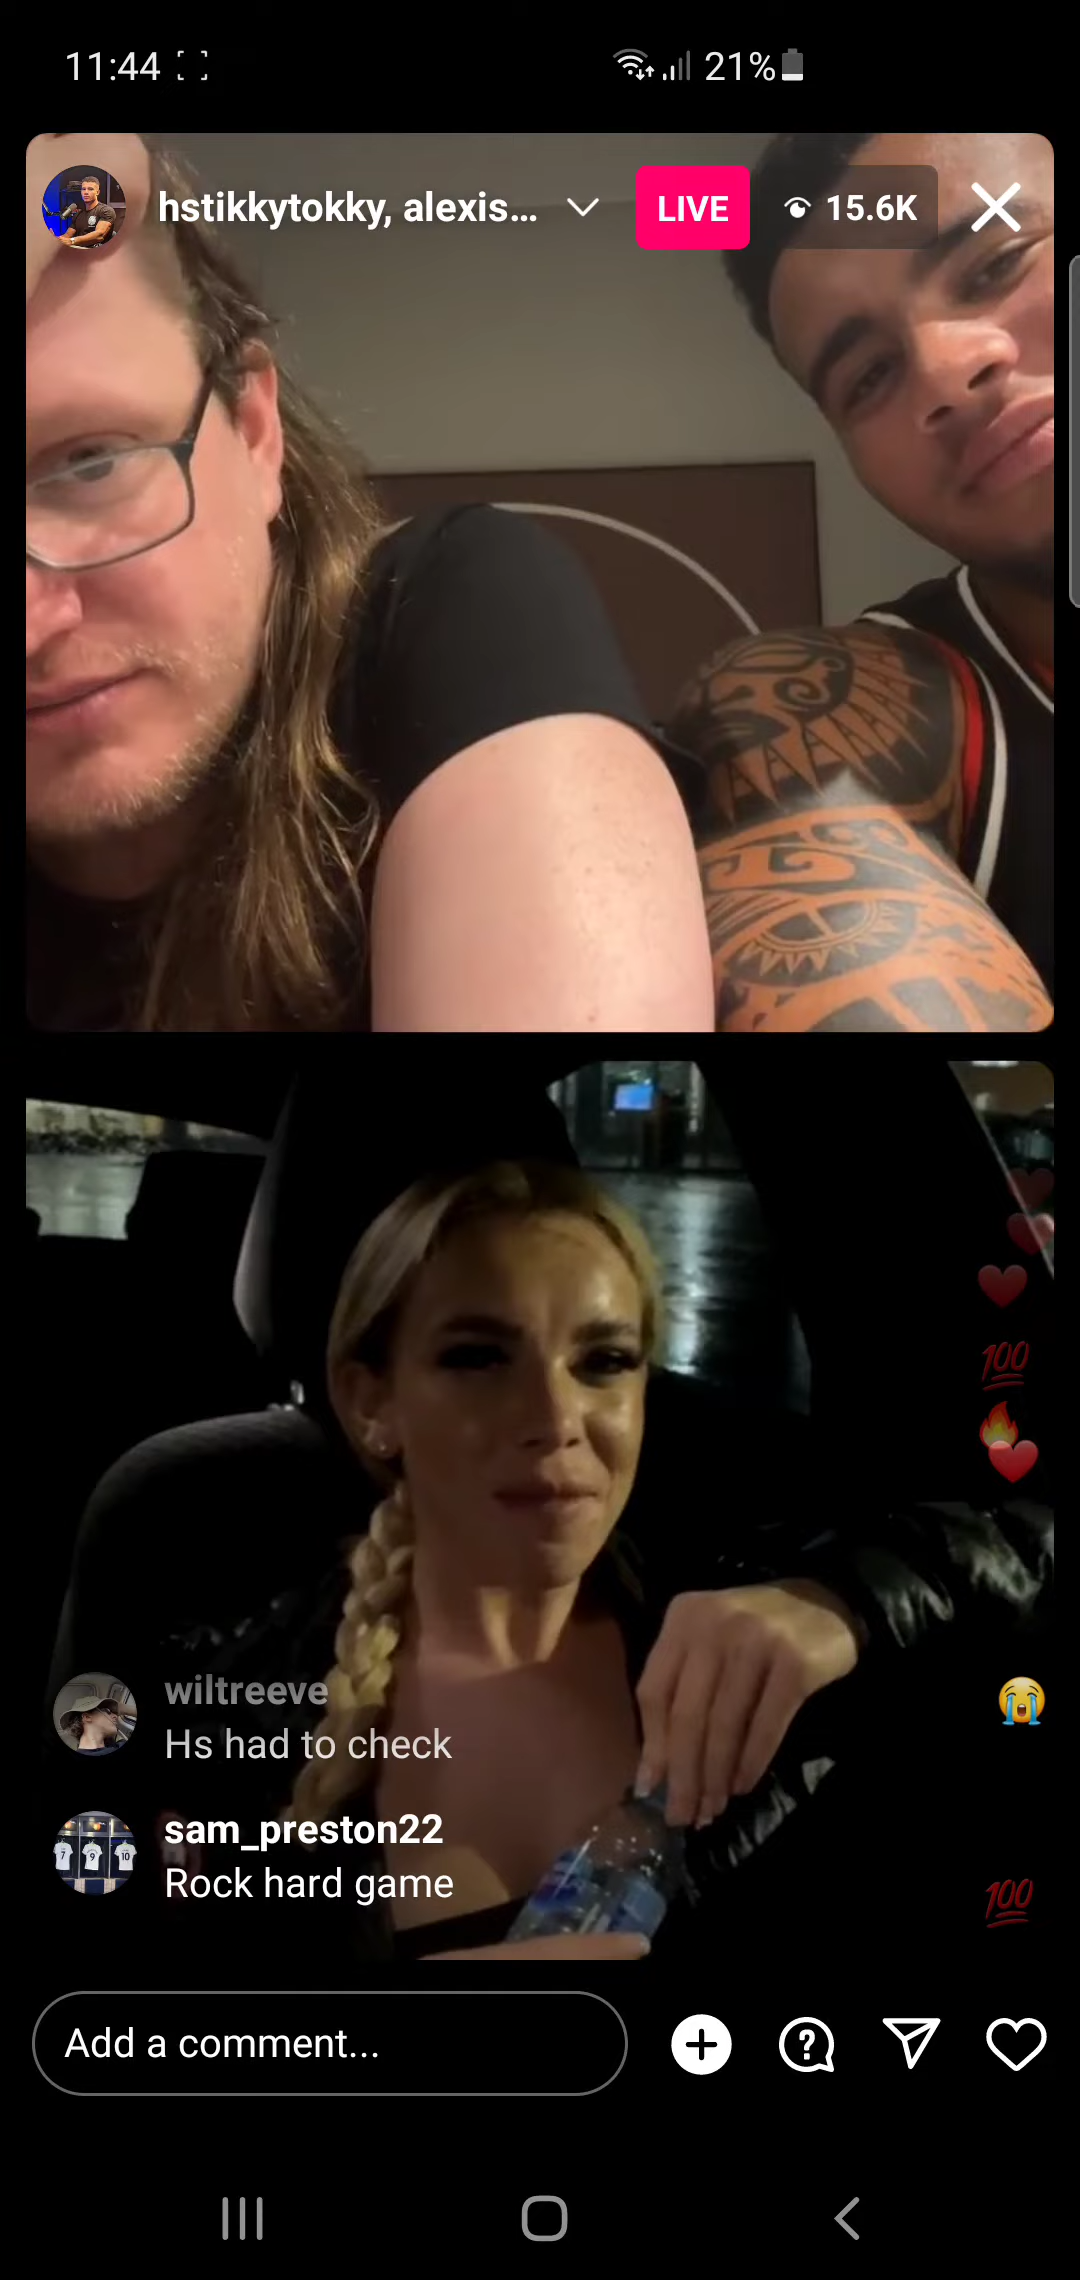 11:44 21%
hstikkytokky, alexis... LIVE 15.6K
wiltreeve
Hs had to check
sam_preston22
Rock hard game
Add a comment...